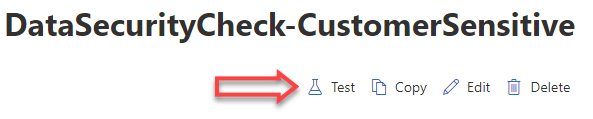 DataSecurityCheck-CustomerSensitive
Test Copy Edit Delete